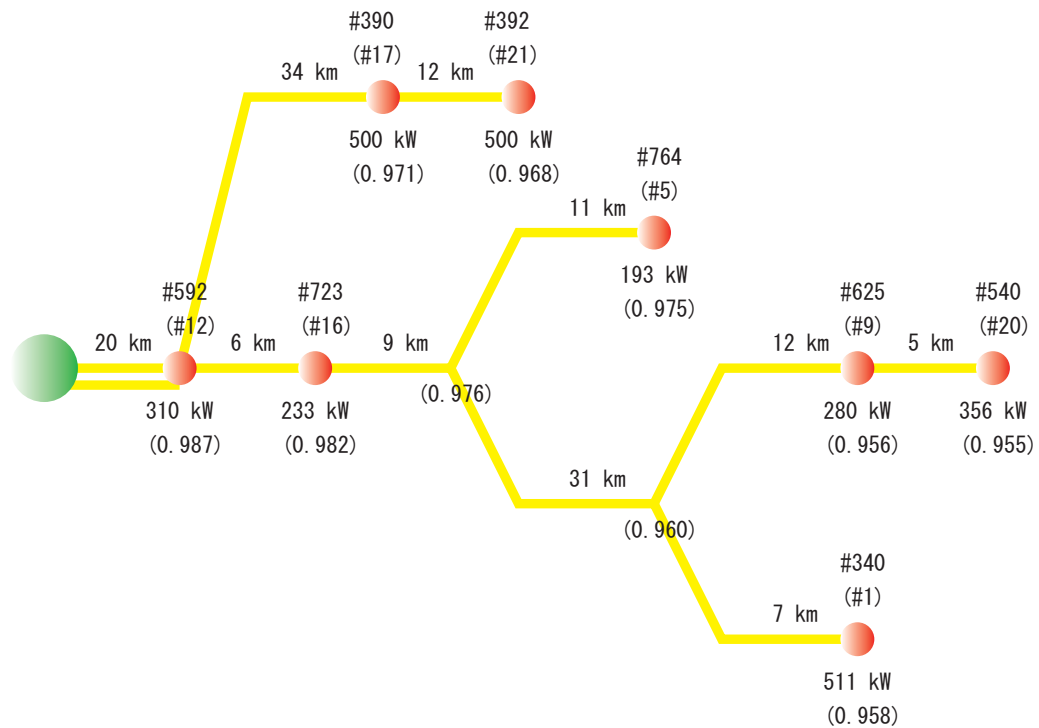 #390
(#17)
#392
(#21)
34 km
12 km
500 kW
(0.971)
500 kW
(0.968)
#764
(#5)
11 km
193 kW
(0.975)
#592
(#12)
#723
(#16)
20 km
6 km
9 km
310 kW
(0.987)
233 kW
(0.982)
(0.976)
#625
(#9)
#540
(#20)
12 km
5 km
280 kW
(0.956)
356 kW
(0.955)
31 km
(0.960)
#340
(#1)
7 km
511 kW
(0.958)